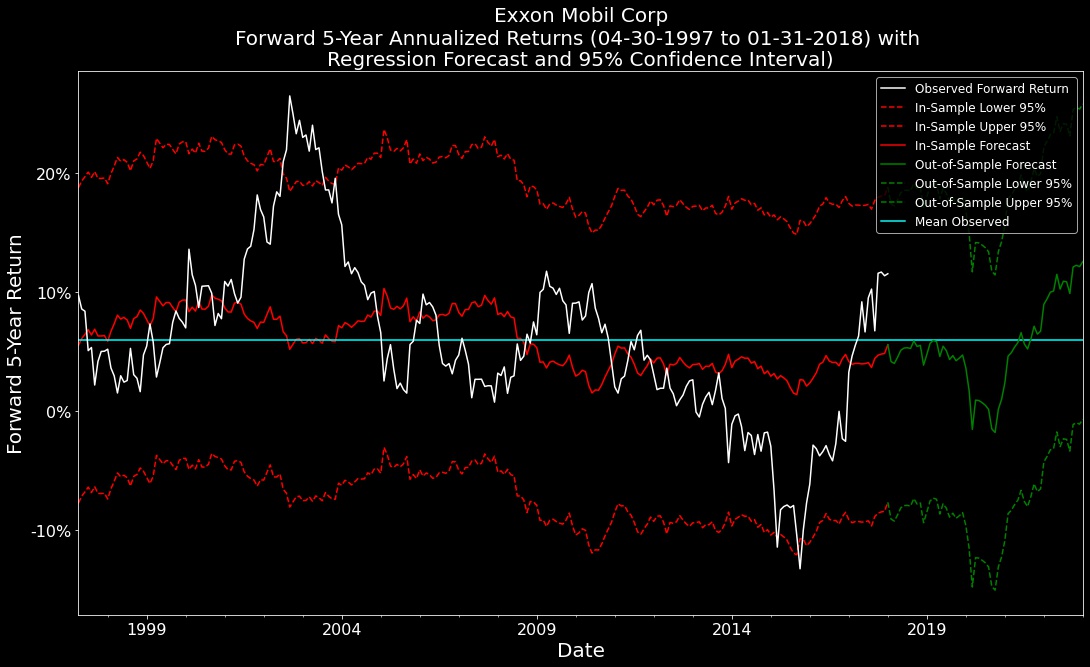 Exxon Mobil Corp
Forward 5-Year Annualized Returns (04-30-1997 to 01-31-2018) with
Regression Forecast and 95% Confidence Interval)
Observed Forward Return
In-Sample Lower 95%
In-Sample Upper 95%
In-Sample Forecast
Out-of-Sample Forecast
Out-of-Sample Lower 95%
Out-of-Sample Upper 95%
Mean Observed
Forward 5-Year Return
20%
10%
0%
-10%
1999
2004
2009
2014
2019
Date